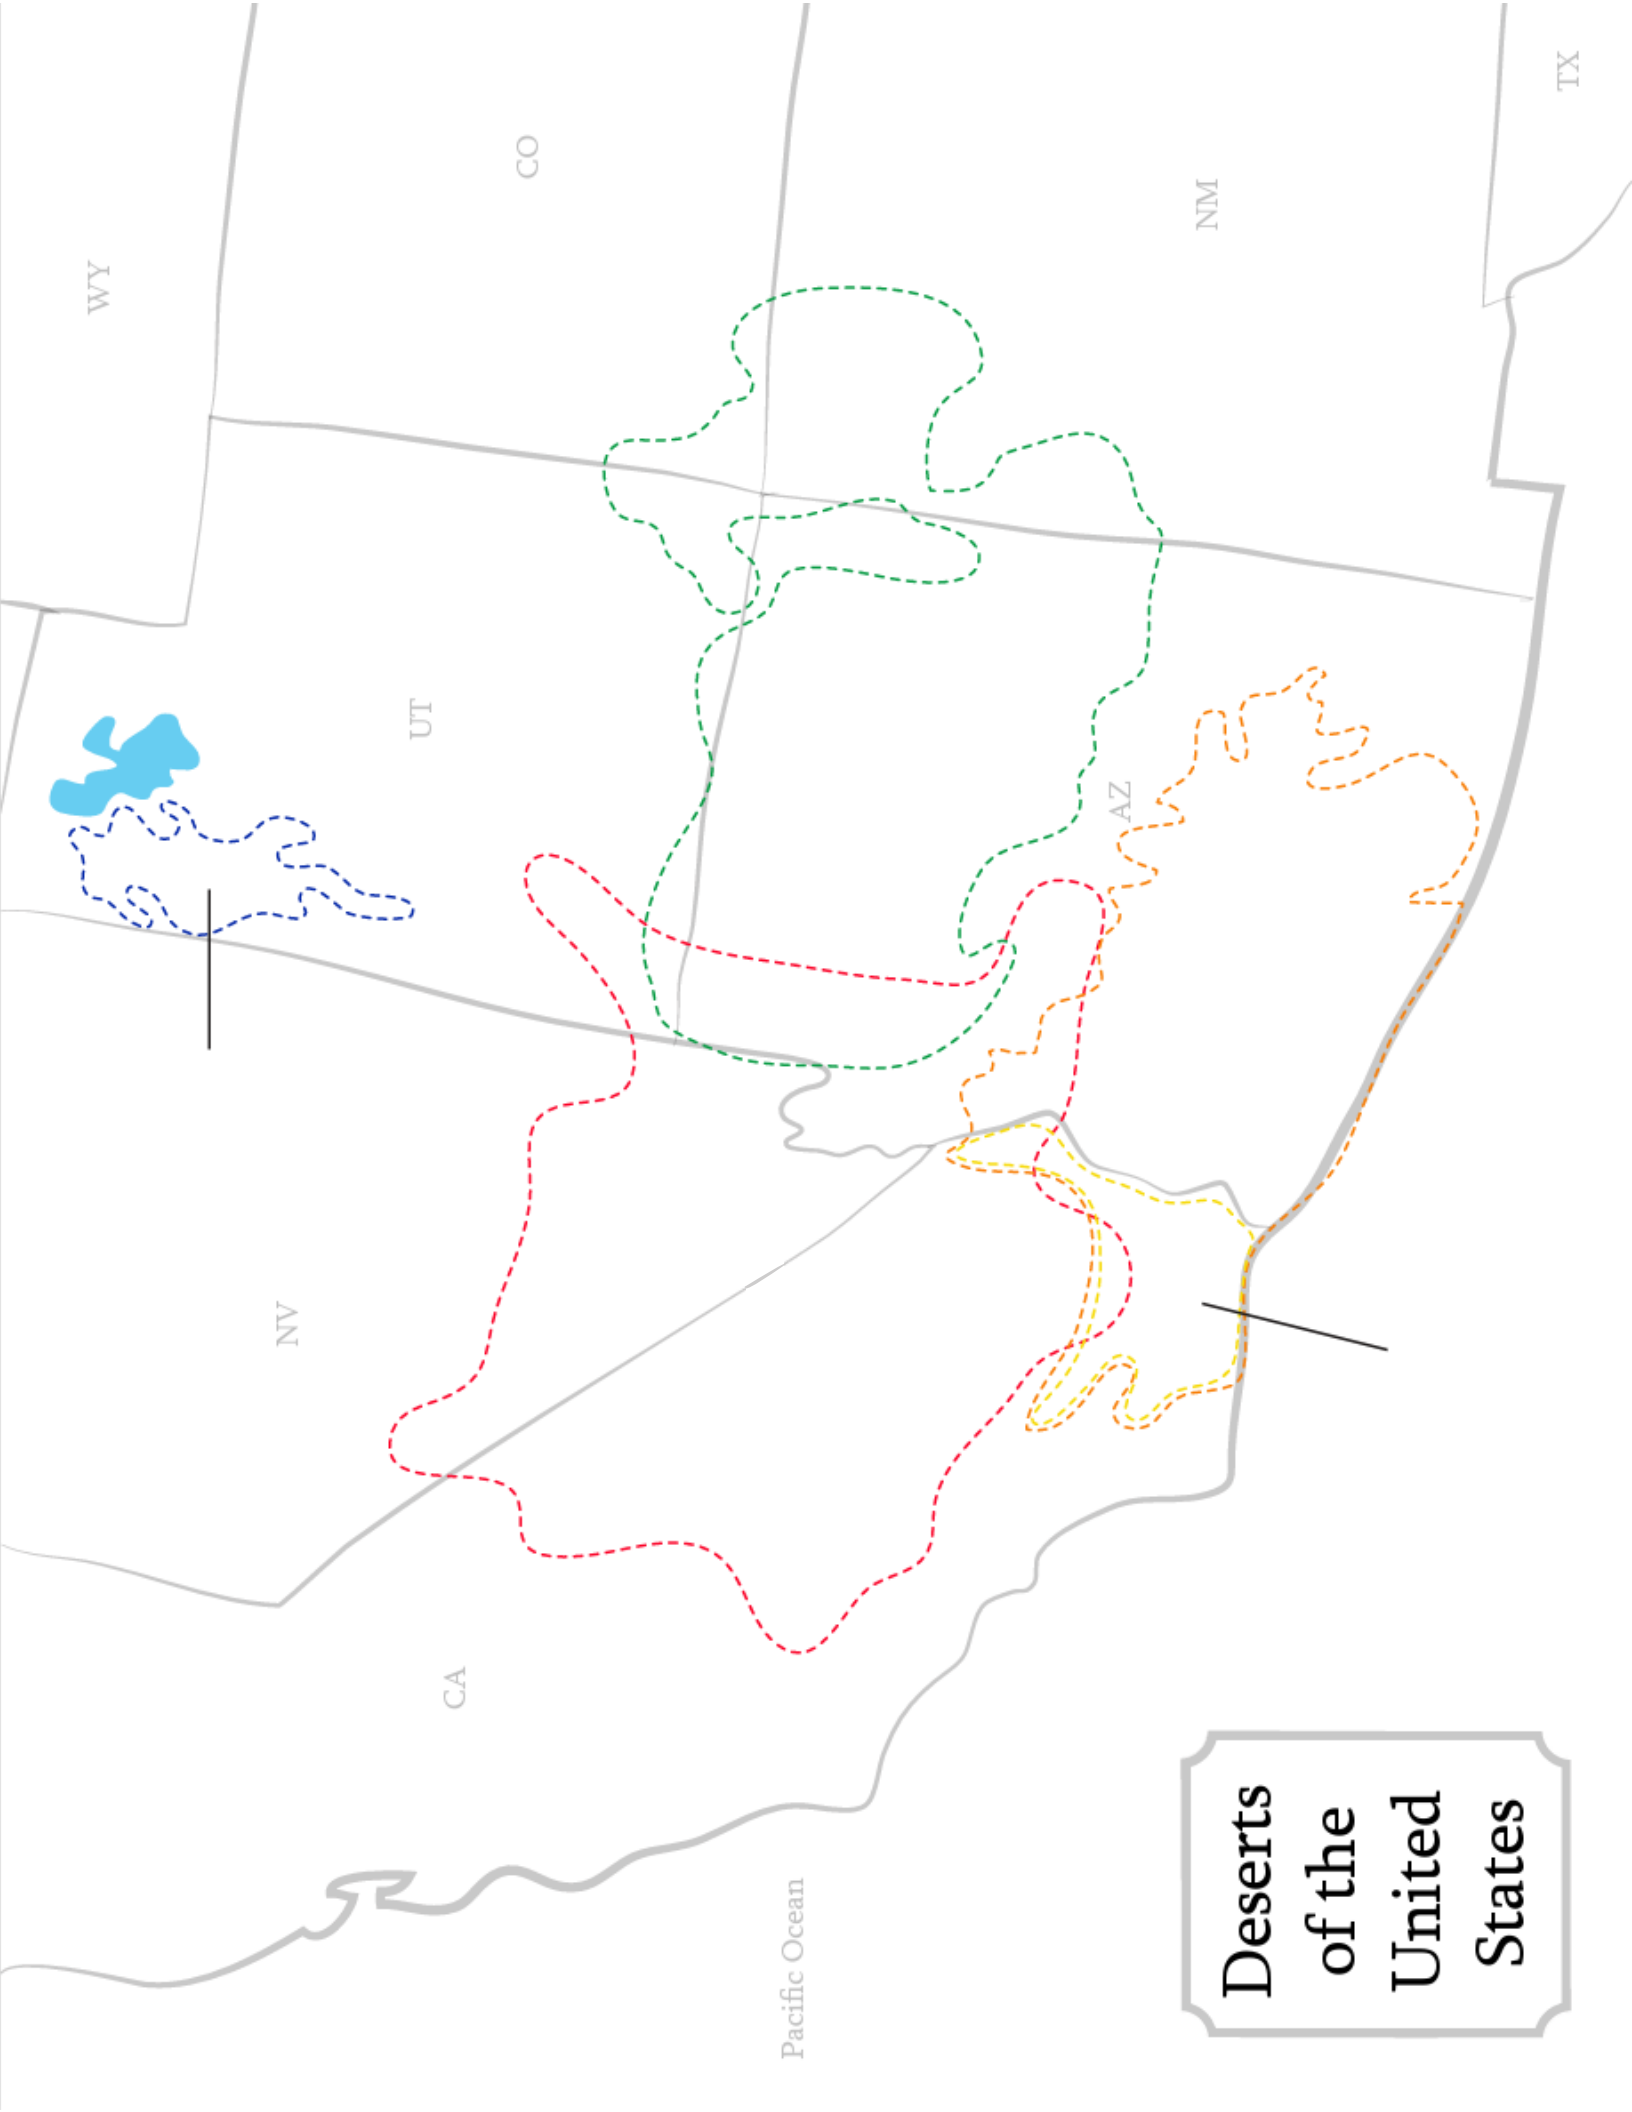 WY
CO
TX
NM
UT
AZ
NV
CA
Pacific Ocean
Deserts
of the
United
States